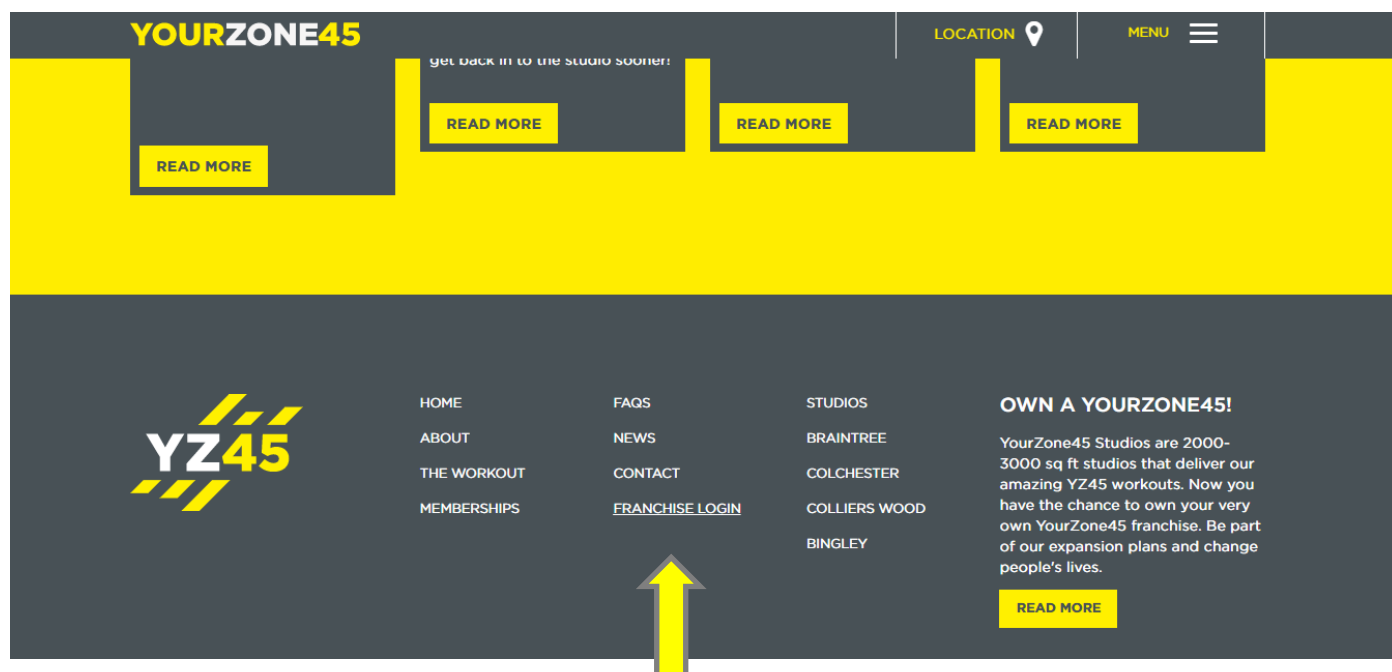 YOURZONE45
LOCATION
MENU
get back in to the studio sooner!
READ MORE
READ MORE
READ MORE
READ MORE
YZ45
HOME
ABOUT
THE WORKOUT
MEMBERSHIPS
FAQS
NEWS
CONTACT
FRANCHISE LOGIN
STUDIOS
BRAINTREE
COLCHESTER
COLLIERS WOOD
BINGLEY
OWN A YOURZONE45!
YourZone45 Studios are 2000-
3000 sq ft studios that deliver our
amazing YZ45 workouts. Now you
have the chance to own your very
own YourZone45 franchise. Be part
of our expansion plans and change
people's lives.
READ MORE